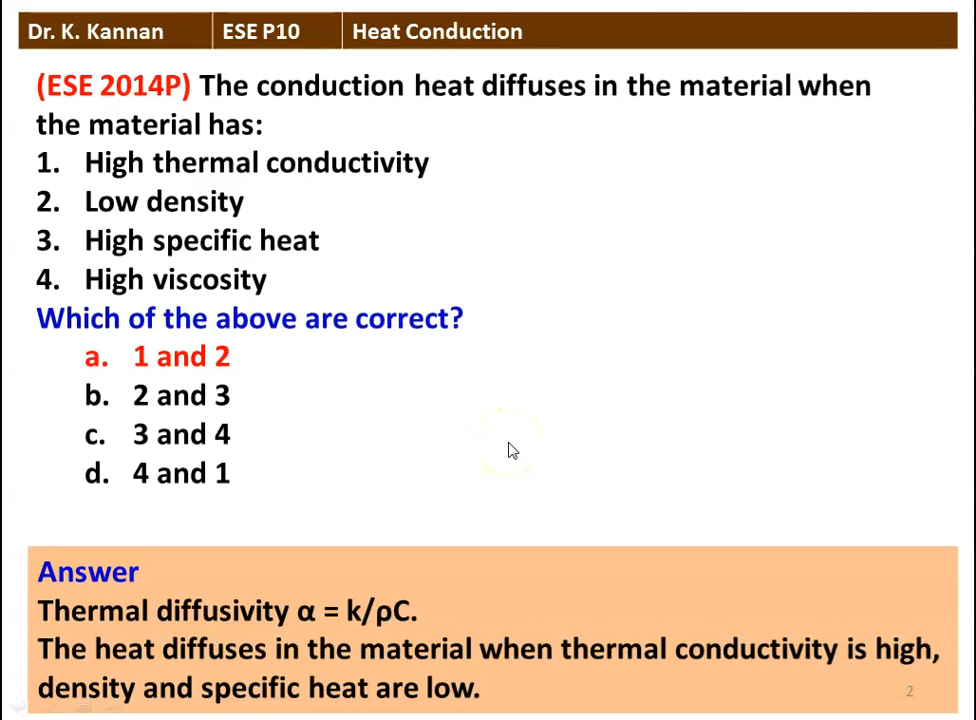 Dr. K. Kannan ESE P10 Heat Conduction
(ESE 2014P) The conduction heat diffuses in the material when
the material has:
1. High thermal conductivity
2. Low density
3. High specific heat
4. High viscosity
Which of the above are correct?
a. 1 and 2
b. 2 and 3
c. 3 and 4
d. 4 and 1
Answer
Thermal diffusivity α = k/ρC.
The heat diffuses in the material when thermal conductivity is high,
density and specific heat are low.
2